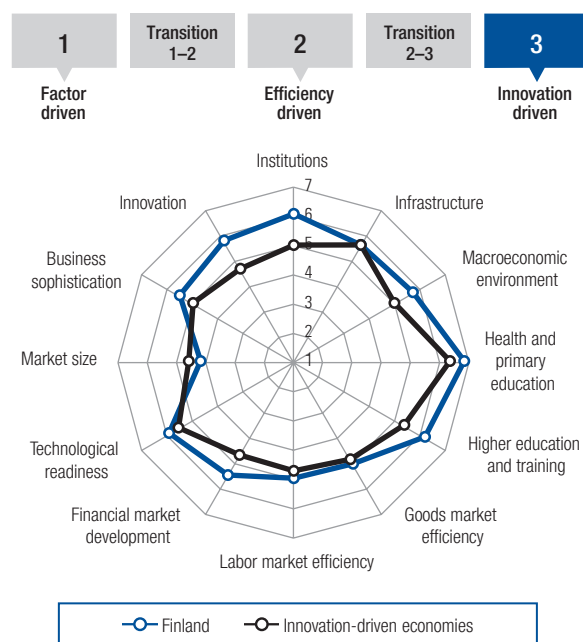 1
Transition
1–2
2
Transition
2–3
3
Factor
driven
Efficiency
driven
Innovation
driven
Institutions
7
Innovation
Infrastructure
6
Business
sophistication
5
Macroeconomic
environment
4
3
2
Market size
1
Health and
primary
education
Technological
readiness
Higher education
and training
Financial market
development
Goods market
efficiency
Labor market efficiency
Finland
Innovation-driven economies